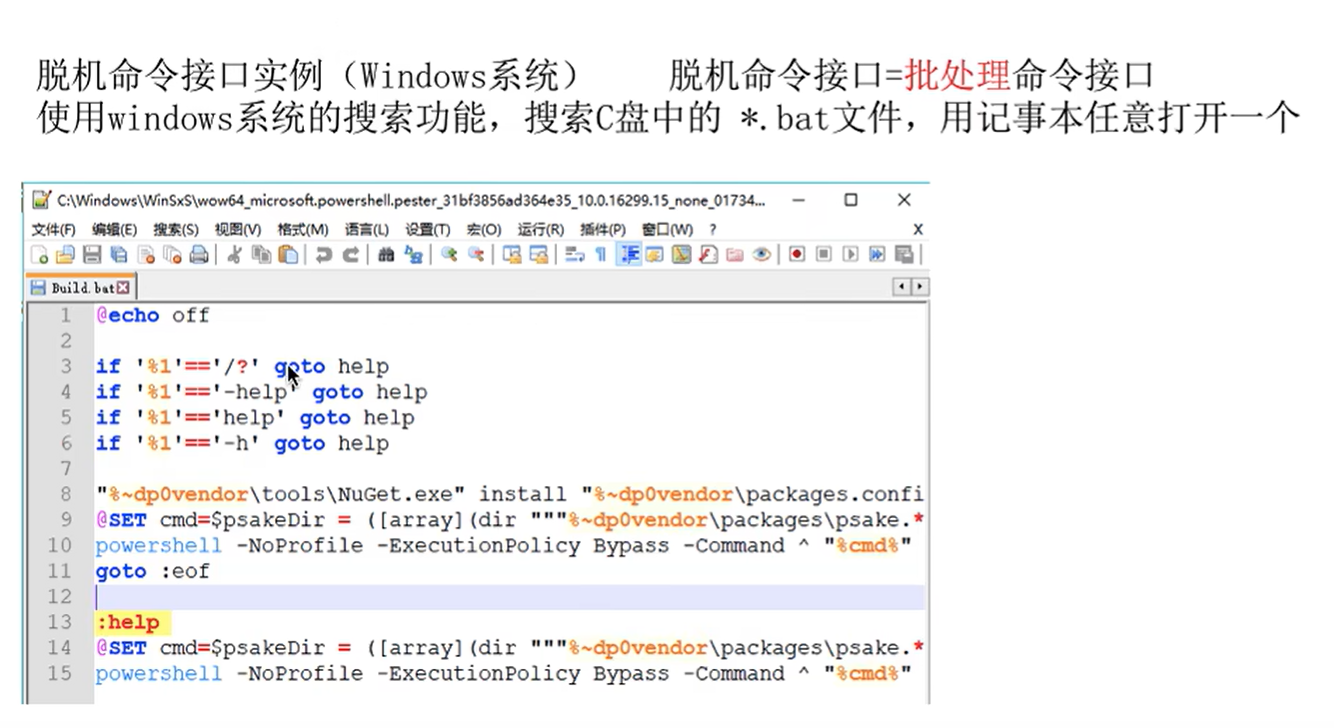 脱机命令接口实例（Windows系统） 脱机命令接口=批处理命令接口
使用windows系统的搜索功能，搜索C盘中的 *.bat文件，用记事本任意打开一个
C:\Windows\WinSxS\wow64_microsoft.powershell.pester_31bf3856ad364e35_10.0.16299.15_none_01734...
文件(F) 编辑(E) 搜索(S) 视图(V) 格式(M) 语言(L) 设置(T) 宏(O) 运行(R) 插件(P) 窗口(W) ? X
Build.bat
1 @echo off
2
3 if '%1'=='/?' goto help
4 if '%1'=='-help' goto help
5 if '%1'=='help' goto help
6 if '%1'=='-h' goto help
7
8 "%~dp0vendor\tools\NuGet.exe" install "%~dp0vendor\packages.confi
9 @SET cmd=$psakeDir = ([array](dir """%~dp0vendor\packages\psake.*
10 powershell -NoProfile -ExecutionPolicy Bypass -Command ^ "%cmd%"
11 goto :eof
12
13 :help
14 @SET cmd=$psakeDir = ([array](dir """%~dp0vendor\packages\psake.*
15 powershell -NoProfile -ExecutionPolicy Bypass -Command ^ "%cmd%"